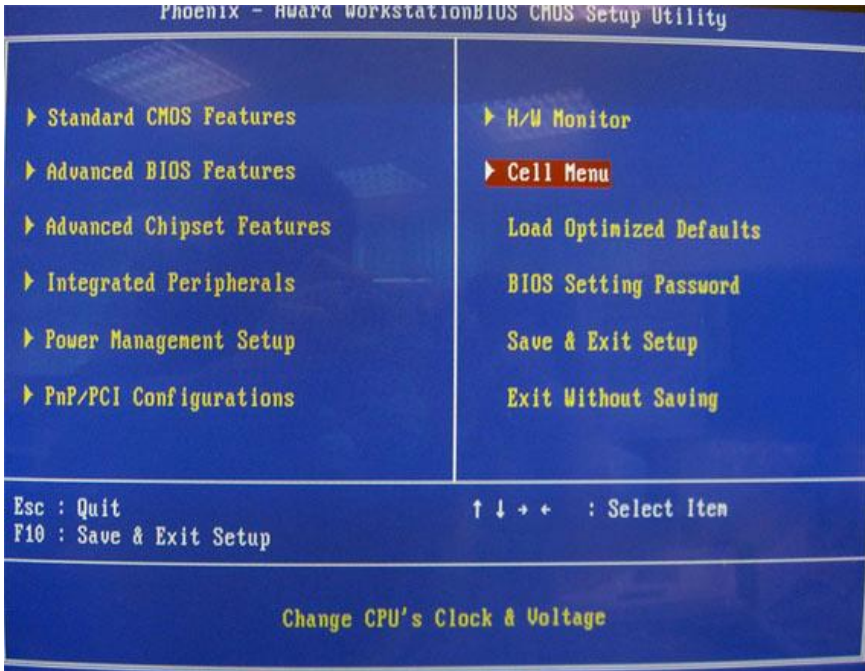 Phoenix - Award WorkstationBIOS CMOS Setup Utility
Standard CMOS Features
Advanced BIOS Features
Advanced Chipset Features
Integrated Peripherals
Power Management Setup
PnP/PCI Configurations
H/W Monitor
Cell Menu
Load Optimized Defaults
BIOS Setting Password
Save & Exit Setup
Exit Without Saving
Esc : Quit
F10 : Save & Exit Setup
↑ ↓ → ← : Select Item
Change CPU's Clock & Voltage